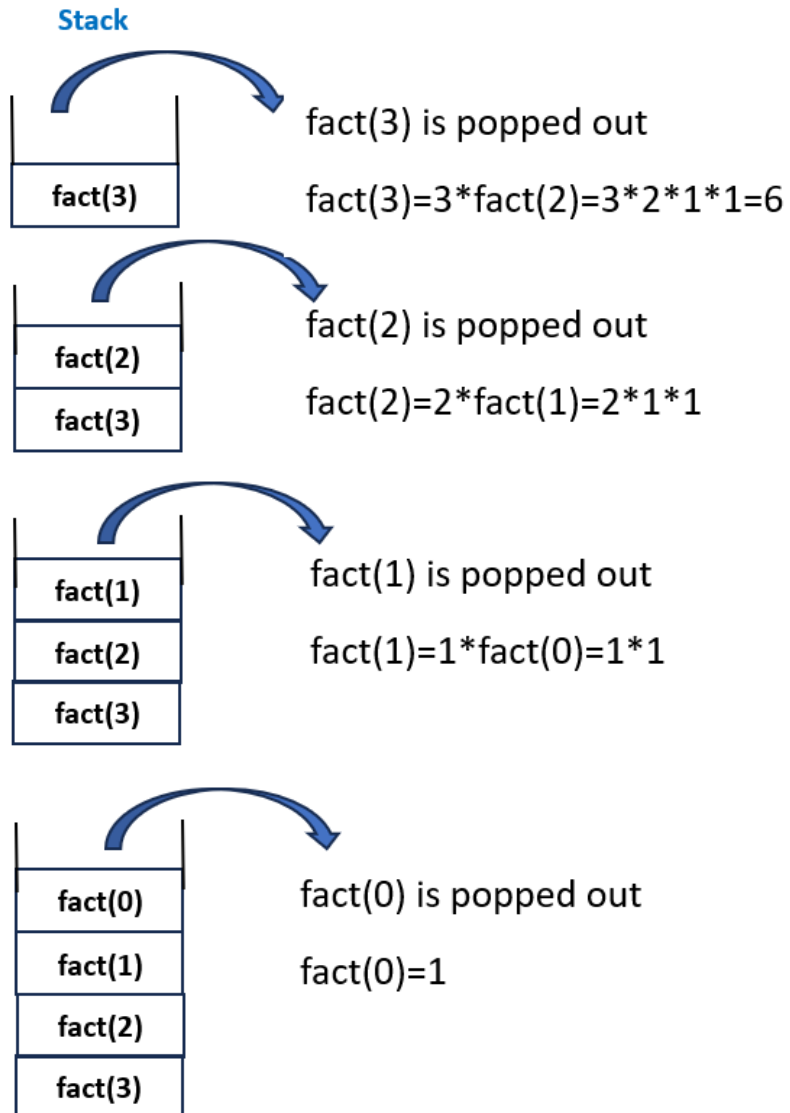 Stack
fact(3) is popped out
fact(3)
fact(3)=3*fact(2)=3*2*1*1=6
fact(2) is popped out
fact(2)
fact(3)
fact(2)=2*fact(1)=2*1*1
fact(1) is popped out
fact(1)
fact(2)
fact(3)
fact(1)=1*fact(0)=1*1
fact(0) is popped out
fact(0)
fact(1)
fact(2)
fact(3)
fact(0)=1